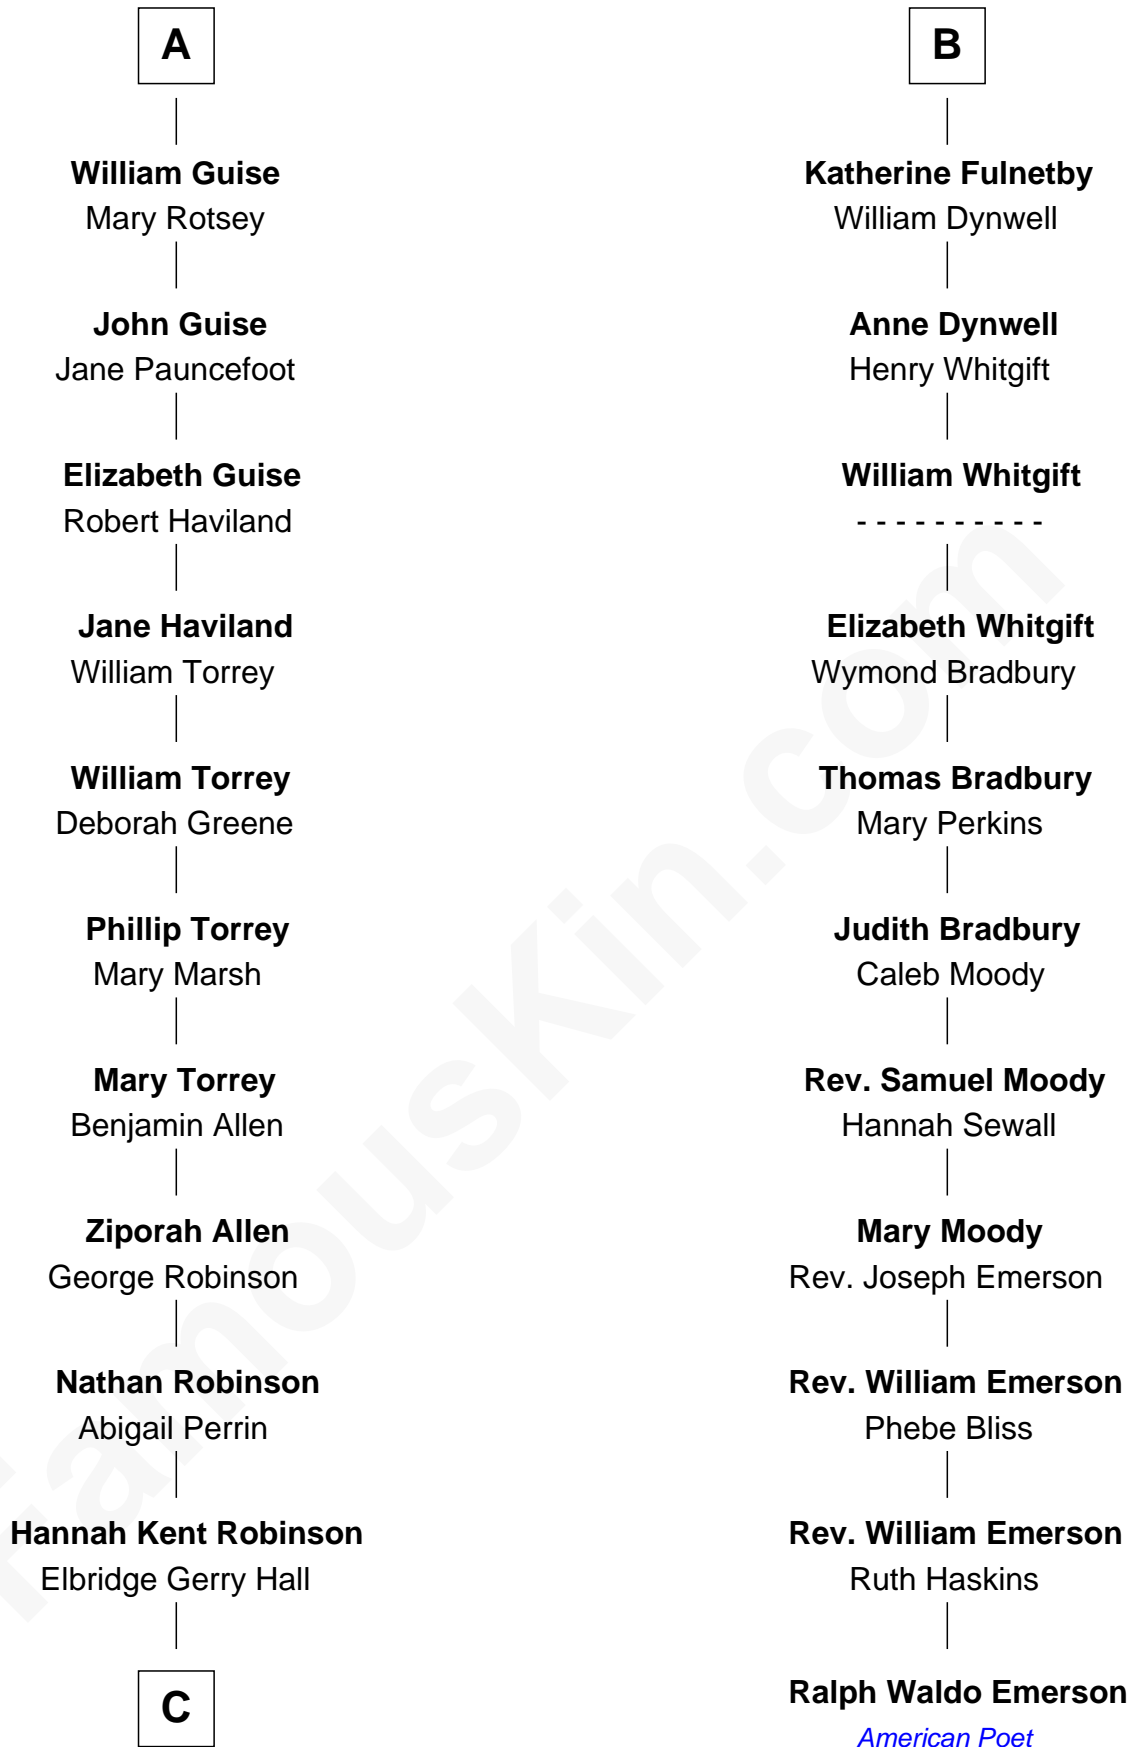 A
William Guise
Mary Rotsey
John Guise
Jane Pauncefoot
Elizabeth Guise
Robert Haviland
Jane Haviland
William Torrey
William Torrey
Deborah Greene
Phillip Torrey
Mary Marsh
Mary Torrey
Benjamin Allen
Ziporah Allen
George Robinson
Nathan Robinson
Abigail Perrin
Hannah Kent Robinson
Elbridge Gerry Hall
C
B
Katherine Fulnetby
William Dynwell
Anne Dynwell
Henry Whitgift
William Whitgift
- - - - - - - - - -
Elizabeth Whitgift
Wymond Bradbury
Thomas Bradbury
Mary Perkins
Judith Bradbury
Caleb Moody
Rev. Samuel Moody
Hannah Sewall
Mary Moody
Rev. Joseph Emerson
Rev. William Emerson
Phebe Bliss
Rev. William Emerson
Ruth Haskins
Ralph Waldo Emerson
American Poet
famouskin.com